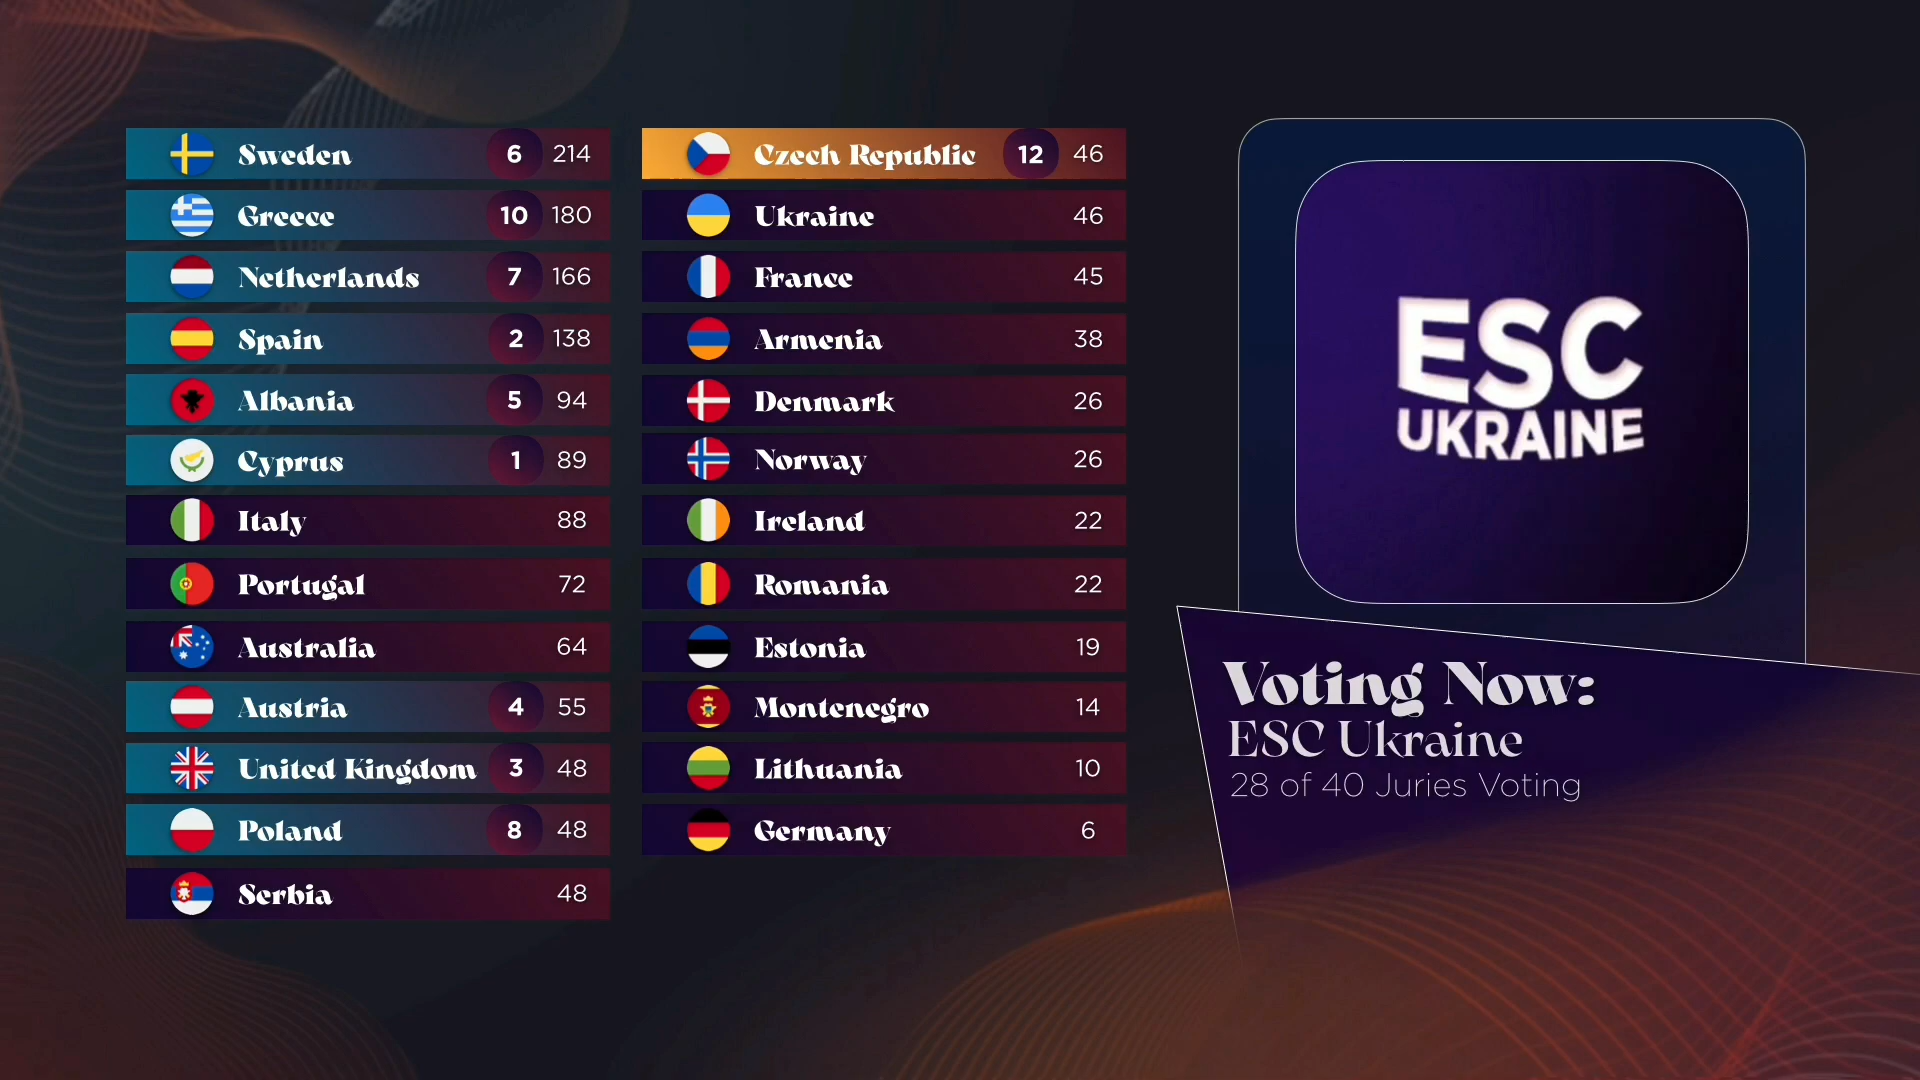 Sweden 6 214
Greece 10 180
Netherlands 7 166
Spain 2 138
Albania 5 94
Cyprus 1 89
Italy 88
Portugal 72
Australia 64
Austria 4 55
United Kingdom 3 48
Poland 8 48
Serbia 48
Czech Republic 12 46
Ukraine 46
France 45
Armenia 38
Denmark 26
Norway 26
Ireland 22
Romania 22
Estonia 19
Montenegro 14
Lithuania 10
Germany 6
ESC
UKRAINE
Voting Now:
ESC Ukraine
28 of 40 Juries Voting